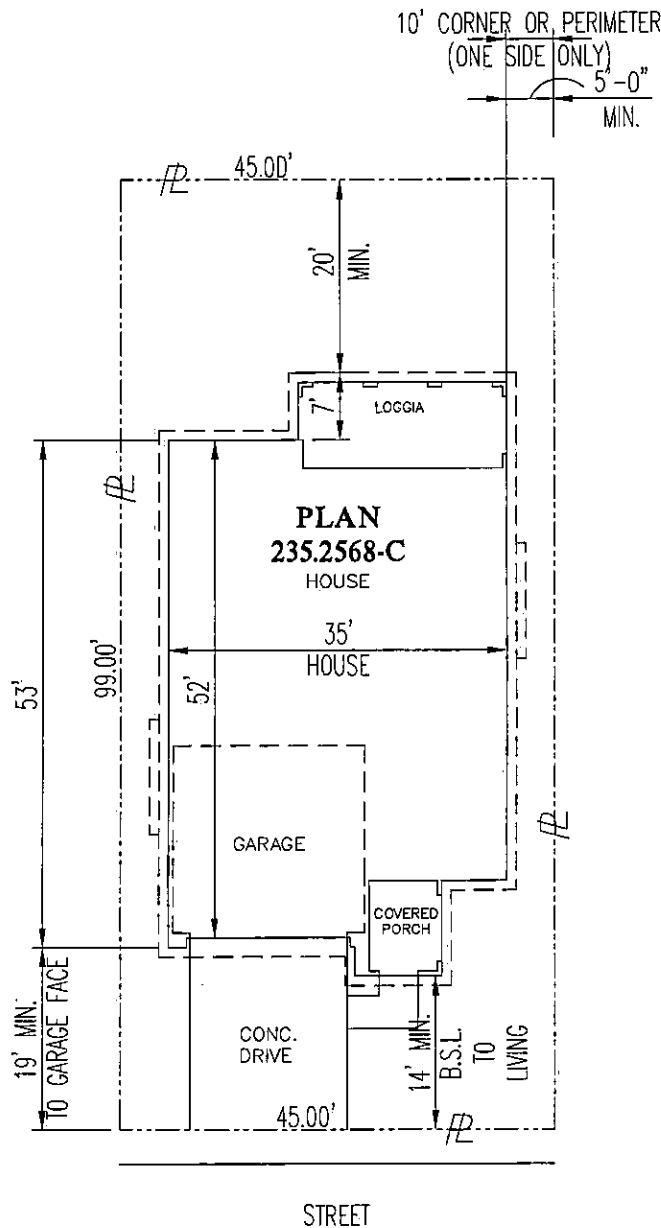 10' CORNER OR PERIMETER
(ONE SIDE ONLY)
5'-0"
MIN.
45.00'
PL
20'
MIN.
7'
LOGGIA
PL
PLAN
235.2568-C
HOUSE
35'
HOUSE
53'
99.00'
52'
GARAGE
PL
COVERED
PORCH
19' MIN.
TO GARAGE FACE
CONC.
DRIVE
14' MIN.
B.S.L.
TO
LIVING
45.00'
PL
STREET